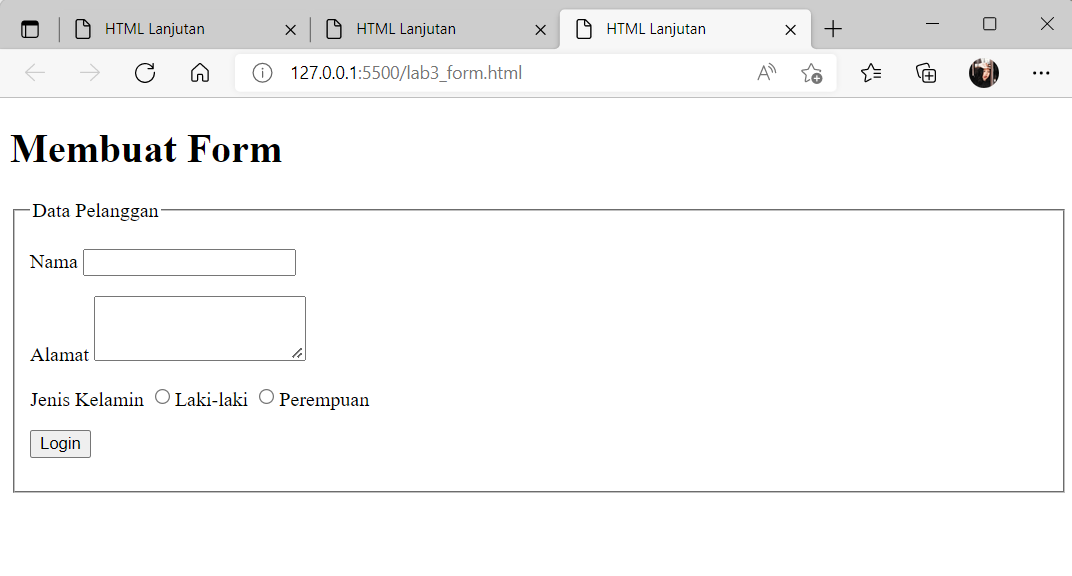 HTML Lanjutan
HTML Lanjutan
HTML Lanjutan
127.0.0.1:5500/lab3_form.html
Membuat Form
Data Pelanggan
Nama
Alamat
Jenis Kelamin Laki-laki Perempuan
Login